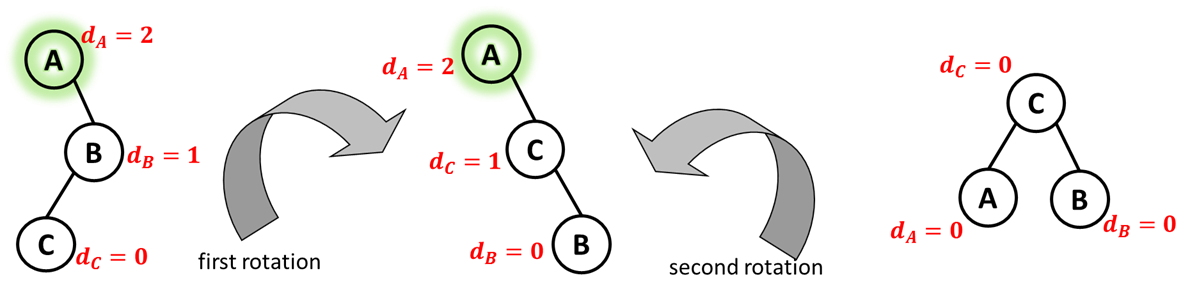 d_A = 2
A
B
d_B = 1
C
d_C = 0
first rotation
A
d_A = 2
C
d_C = 1
B
d_B = 0
second rotation
d_C = 0
C
A
B
d_A = 0
d_B = 0